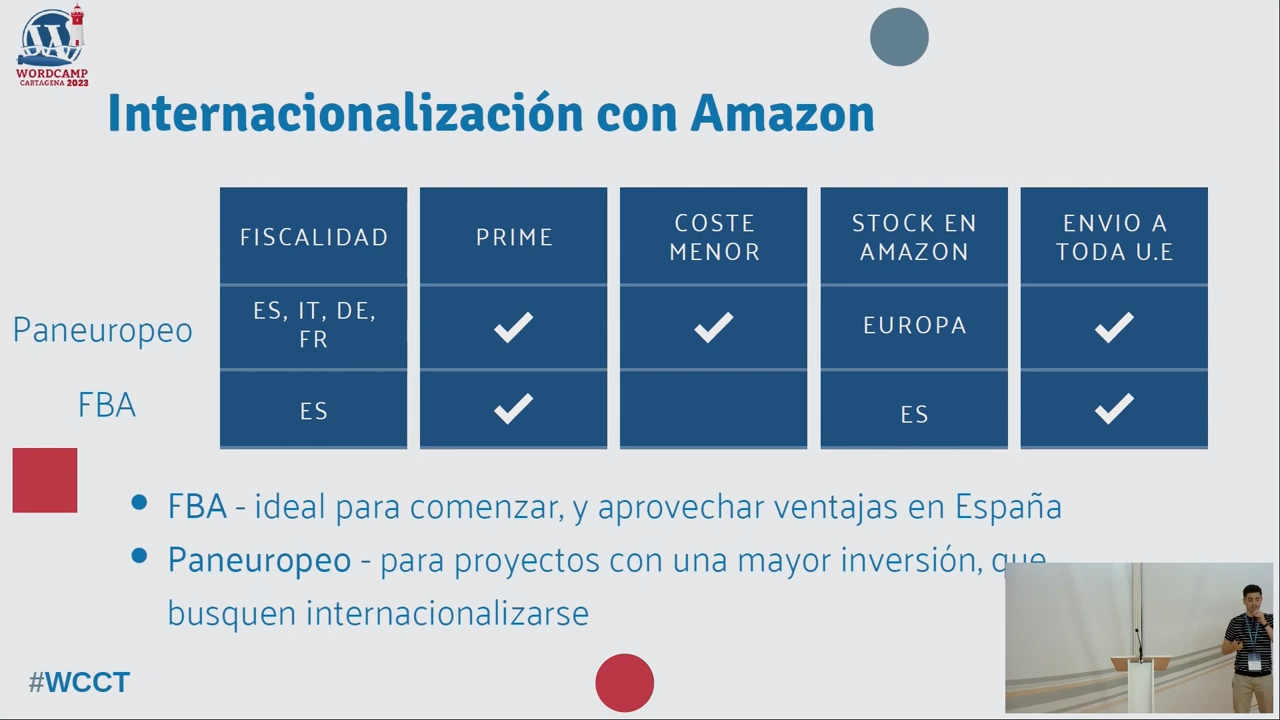 WORDCAMP
CARTAGENA 2023
Internacionalización con Amazon
FISCALIDAD
PRIME
COSTE
MENOR
STOCK EN
AMAZON
ENVIO A
TODA U.E
Paneuropeo
ES, IT, DE,
FR
EUROPA
FBA
ES
ES
FBA - ideal para comenzar, y aprovechar ventajas en España
Paneuropeo - para proyectos con una mayor inversión, que
busquen internacionalizarse
#WCCT